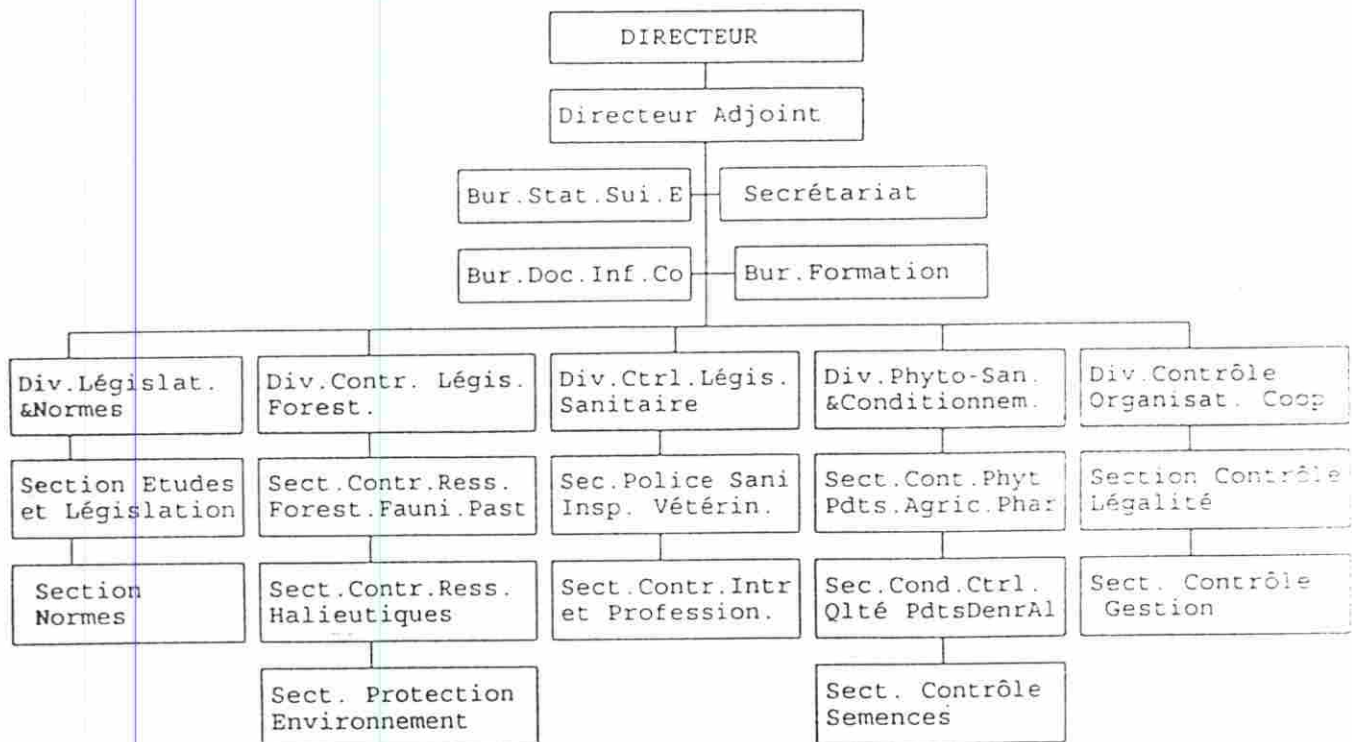 DIRECTEUR
Directeur Adjoint
Bur.Stat.Sui.E
Secrétariat
Bur.Doc.Inf.Co
Bur.Formation
Div.Législat.
&Normes
Div.Contr. Légis.
Forest.
Div.Ctrl.Légis.
Sanitaire
Div.Phyto-San.
&Conditionnem.
Div.Contrôle
Organisat. Coop
Section Etudes
et Législation
Sect.Contr.Ress.
Forest.Fauni.Past
Sec.Police Sani
Insp. Vétérin.
Sect.Cont.Phyt
Pdts.Agric.Phar
Section Contrôle
Légalité
Section
Normes
Sect.Contr.Ress.
Halieutiques
Sect.Contr.Intr
et Profession.
Sec.Cond.Ctrl.
Qlté PdtsDenrAl
Sect. Contrôle
Gestion
Sect. Protection
Environnement
Sect. Contrôle
Semences